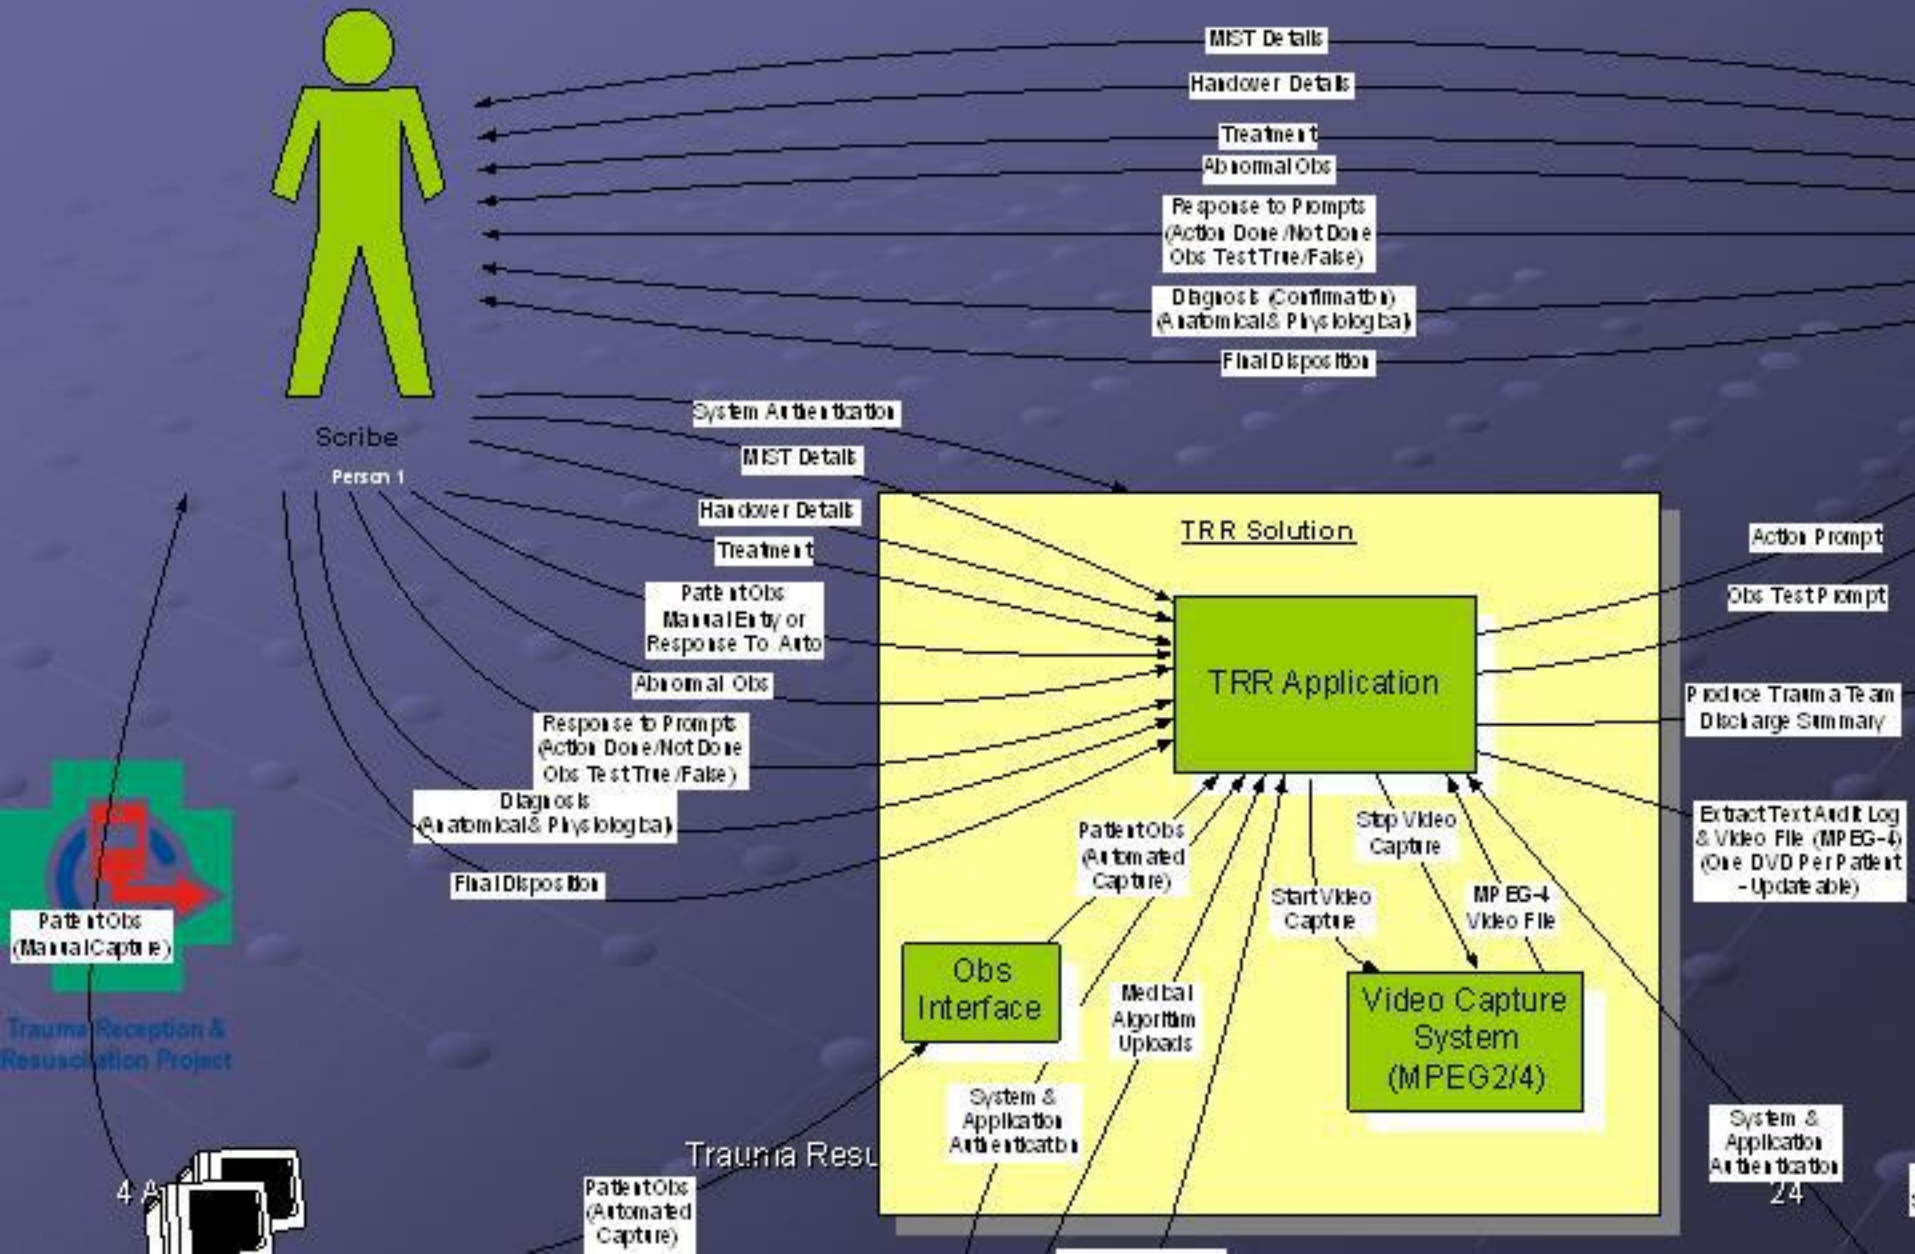 MIST Details
Handover Details
Treatment
Abnormal Obs
Response to Prompts
(Action Done/Not Done
Obs Test True/False)
Diagnosis (Confirmation)
(Anatomical & Physiological)
Final Disposition
Scribe
Person 1
System Authentication
MIST Details
Handover Details
Treatment
Patient Obs
Manual Entry or
Response To Auto
Abnormal Obs
Response to Prompts
(Action Done/Not Done
Obs Test True/False)
Diagnosis
(Anatomical & Physiological)
Final Disposition
TRR Solution
TRR Application
Action Prompt
Obs Test Prompt
Produce Trauma Team
Discharge Summary
Extract Text Audit Log
& Video File (MPEG-4)
(One DVD Per Patient
- Updateable)
Patient Obs
(Automated
Capture)
Stop Video
Capture
Start Video
Capture
MPEG-4
Video File
Obs
Interface
Medical
Algorithm
Uploads
Video Capture
System
(MPEG2/4)
System &
Application
Authentication
System &
Application
Authentication
Patient Obs
(Manual Capture)
Trauma Reception &
Resuscitation Project
Trauma Resu
Patient Obs
(Automated
Capture)
4 A
24